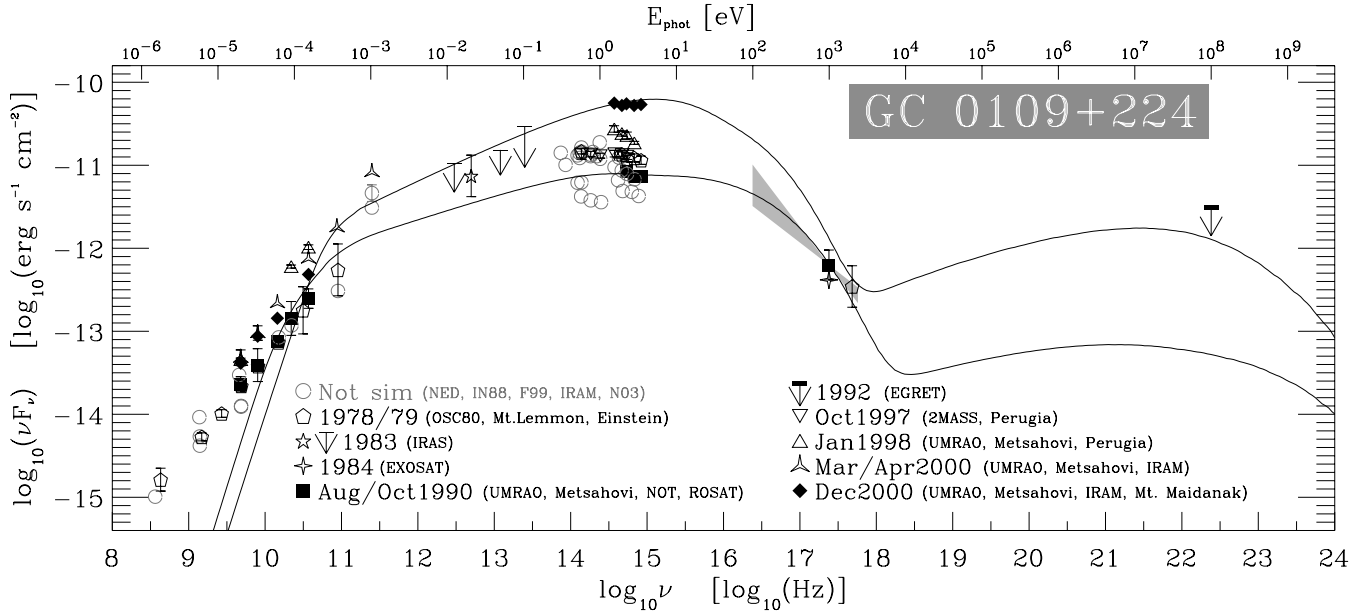 E_phot [eV]
10^-6 10^-5 10^-4 10^-3 10^-2 10^-1 10^0 10^1 10^2 10^3 10^4 10^5 10^6 10^7 10^8 10^9
GC 0109+224
log_10(νF_ν) [log_10(erg s^-1 cm^-2)]
-10
-11
-12
-13
-14
-15
Not sim (NED, IN88, F99, IRAM, N03)
1978/79 (OSC80, Mt.Lemmon, Einstein)
1983 (IRAS)
1984 (EXOSAT)
Aug/Oct1990 (UMRAO, Metsahovi, NOT, ROSAT)
1992 (EGRET)
Oct1997 (2MASS, Perugia)
Jan1998 (UMRAO, Metsahovi, Perugia)
Mar/Apr2000 (UMRAO, Metsahovi, IRAM)
Dec2000 (UMRAO, Metsahovi, IRAM, Mt. Maidanak)
8 9 10 11 12 13 14 15 16 17 18 19 20 21 22 23 24
log_10ν [log_10(Hz)]